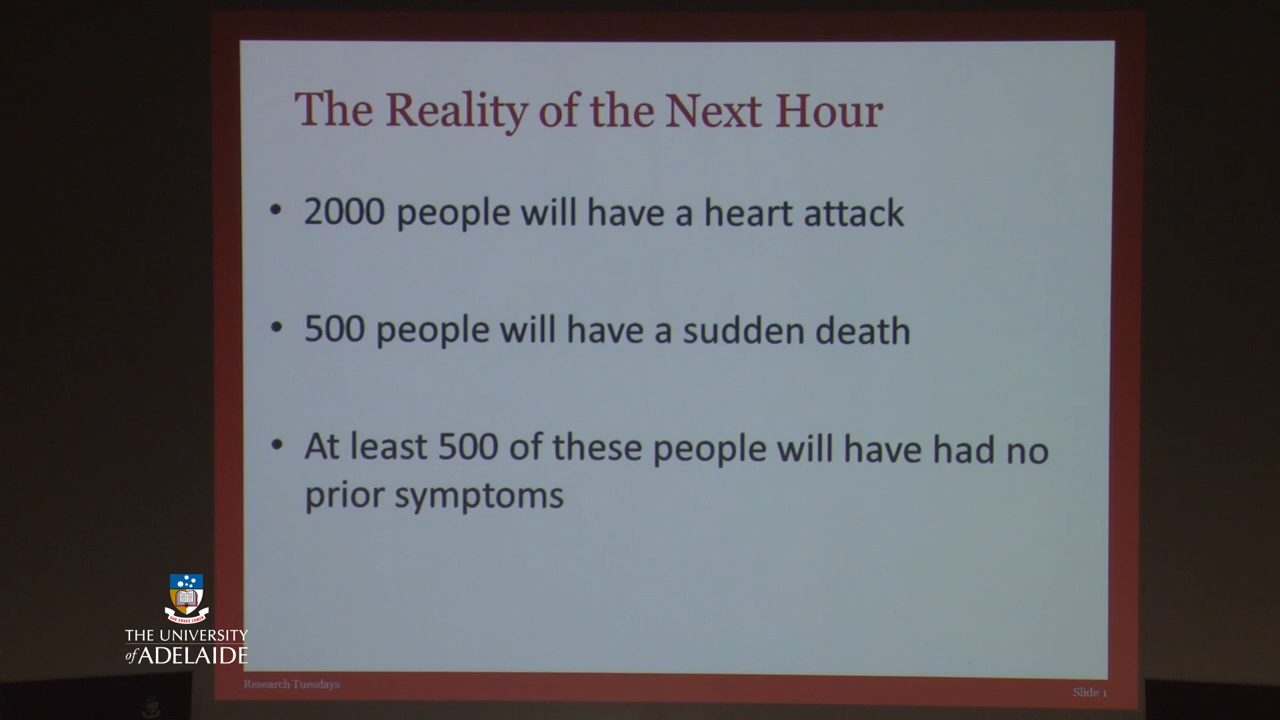 The Reality of the Next Hour
• 2000 people will have a heart attack
• 500 people will have a sudden death
• At least 500 of these people will have had no
prior symptoms
THE UNIVERSITY
of ADELAIDE
Research Tuesdays
Slide 1